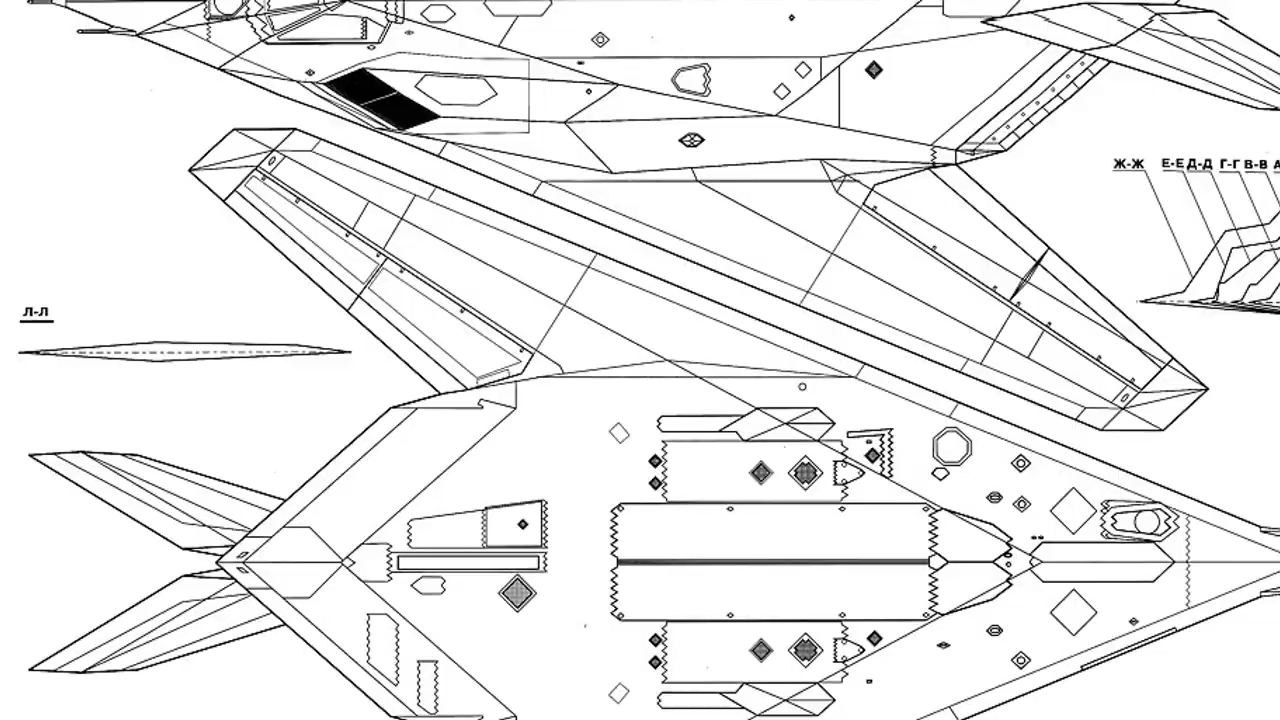 Ж-Ж Е-Е Д-Д Г-Г В-В А
Л-Л